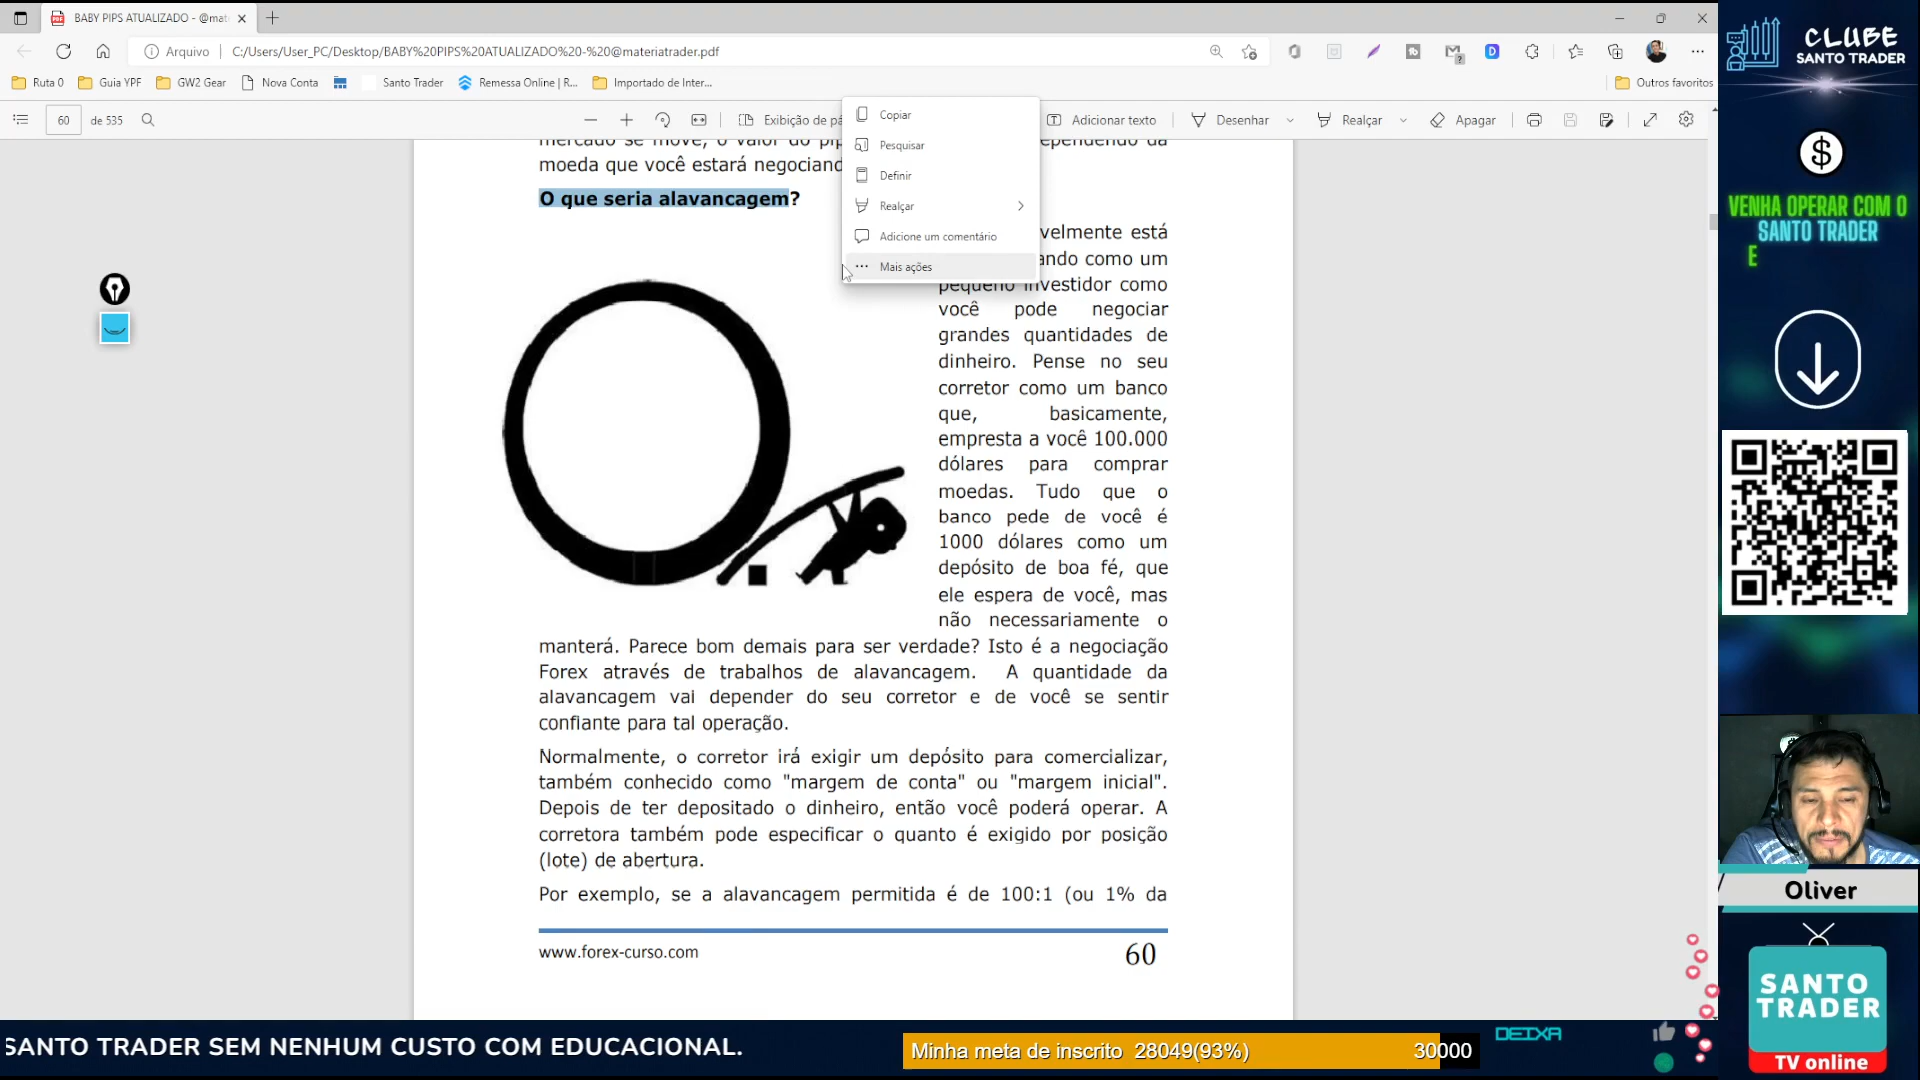 BABY PIPS ATUALIZADO - @mat
Arquivo
C:/Users/User_PC/Desktop/BABY%20PIPS%20ATUALIZADO%20-%20@materiatrader.pdf
Ruta 0
Guia YPF
GW2 Gear
Nova Conta
Santo Trader
Remessa Online | R...
Importado de Inter...
Outros favoritos
60
de 535
Exibição de pá
Adicionar texto
Desenhar
Realçar
Apagar
Copiar
Pesquisar
Definir
Realçar
Adicione um comentário
Mais ações
moeda que você estará negociand
O que seria alavancagem?
velmente está
ando como um
pequeno investidor como
você pode negociar
grandes quantidades de
dinheiro. Pense no seu
corretor como um banco
que, basicamente,
empresta a você 100.000
dólares para comprar
moedas. Tudo que o
banco pede de você é
1000 dólares como um
depósito de boa fé, que
ele espera de você, mas
não necessariamente o
manterá. Parece bom demais para ser verdade? Isto é a negociação
Forex através de trabalhos de alavancagem. A quantidade da
alavancagem vai depender do seu corretor e de você se sentir
confiante para tal operação.
Normalmente, o corretor irá exigir um depósito para comercializar,
também conhecido como "margem de conta" ou "margem inicial".
Depois de ter depositado o dinheiro, então você poderá operar. A
corretora também pode especificar o quanto é exigido por posição
(lote) de abertura.
Por exemplo, se a alavancagem permitida é de 100:1 (ou 1% da
www.forex-curso.com
60
CLUBE
SANTO TRADER
$
VENHA OPERAR COM O
SANTO TRADER
E
Oliver
SANTO
TRADER
TV online
SANTO TRADER SEM NENHUM CUSTO COM EDUCACIONAL.
Minha meta de inscrito 28049(93%)
30000
DEIXA